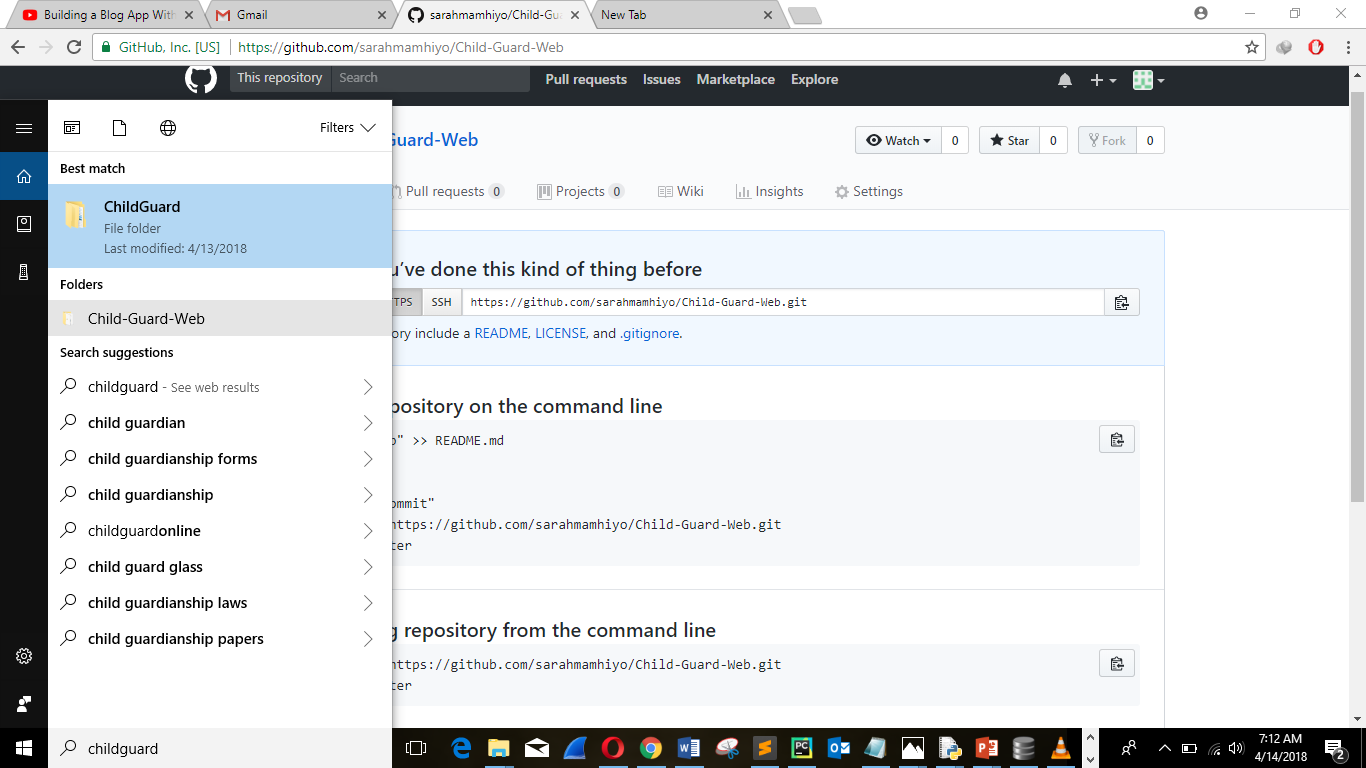 Building a Blog App With
Gmail
sarahmamhiyo/Child-Gu
New Tab
GitHub, Inc. [US]
https://github.com/sarahmamhiyo/Child-Guard-Web
This repository
Search
Pull requests
Issues
Marketplace
Explore
Filters
Guard-Web
Watch
0
Star
0
Fork
0
Pull requests 0
Projects 0
Wiki
Insights
Settings
Best match
ChildGuard
File folder
Last modified: 4/13/2018
Folders
Child-Guard-Web
Search suggestions
childguard - See web results
child guardian
child guardianship forms
child guardianship
childguardonline
child guard glass
child guardianship laws
child guardianship papers
childguard
u've done this kind of thing before
TPS
SSH
https://github.com/sarahmamhiyo/Child-Guard-Web.git
ory include a README, LICENSE, and .gitignore.
pository on the command line
b" >> README.md
ommit"
https://github.com/sarahmamhiyo/Child-Guard-Web.git
ter
g repository from the command line
https://github.com/sarahmamhiyo/Child-Guard-Web.git
ter
7:12 AM
4/14/2018
2